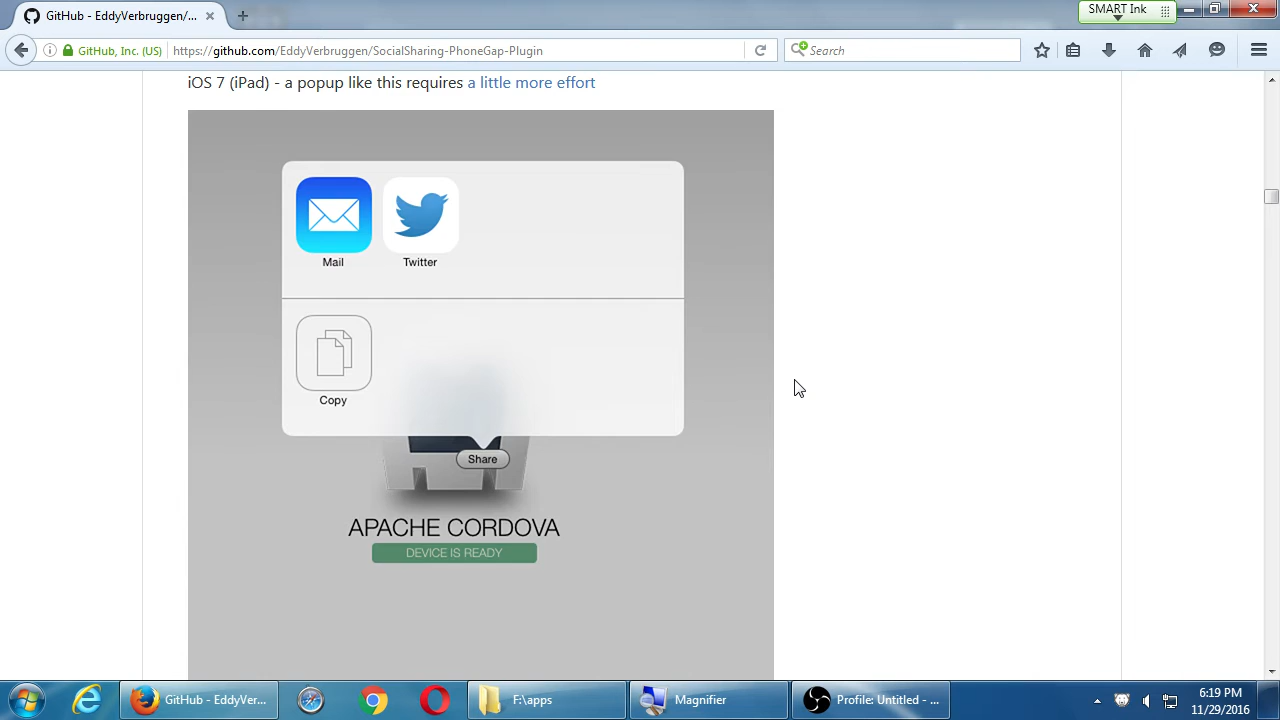 GitHub - EddyVerbruggen/...
SMART Ink
GitHub, Inc. (US)
https://github.com/EddyVerbruggen/SocialSharing-PhoneGap-Plugin
Search
iOS 7 (iPad) - a popup like this requires a little more effort
Mail
Twitter
Copy
Share
APACHE CORDOVA
DEVICE IS READY
GitHub - EddyVer...
F:\apps
Magnifier
Profile: Untitled - ...
6:19 PM
11/29/2016